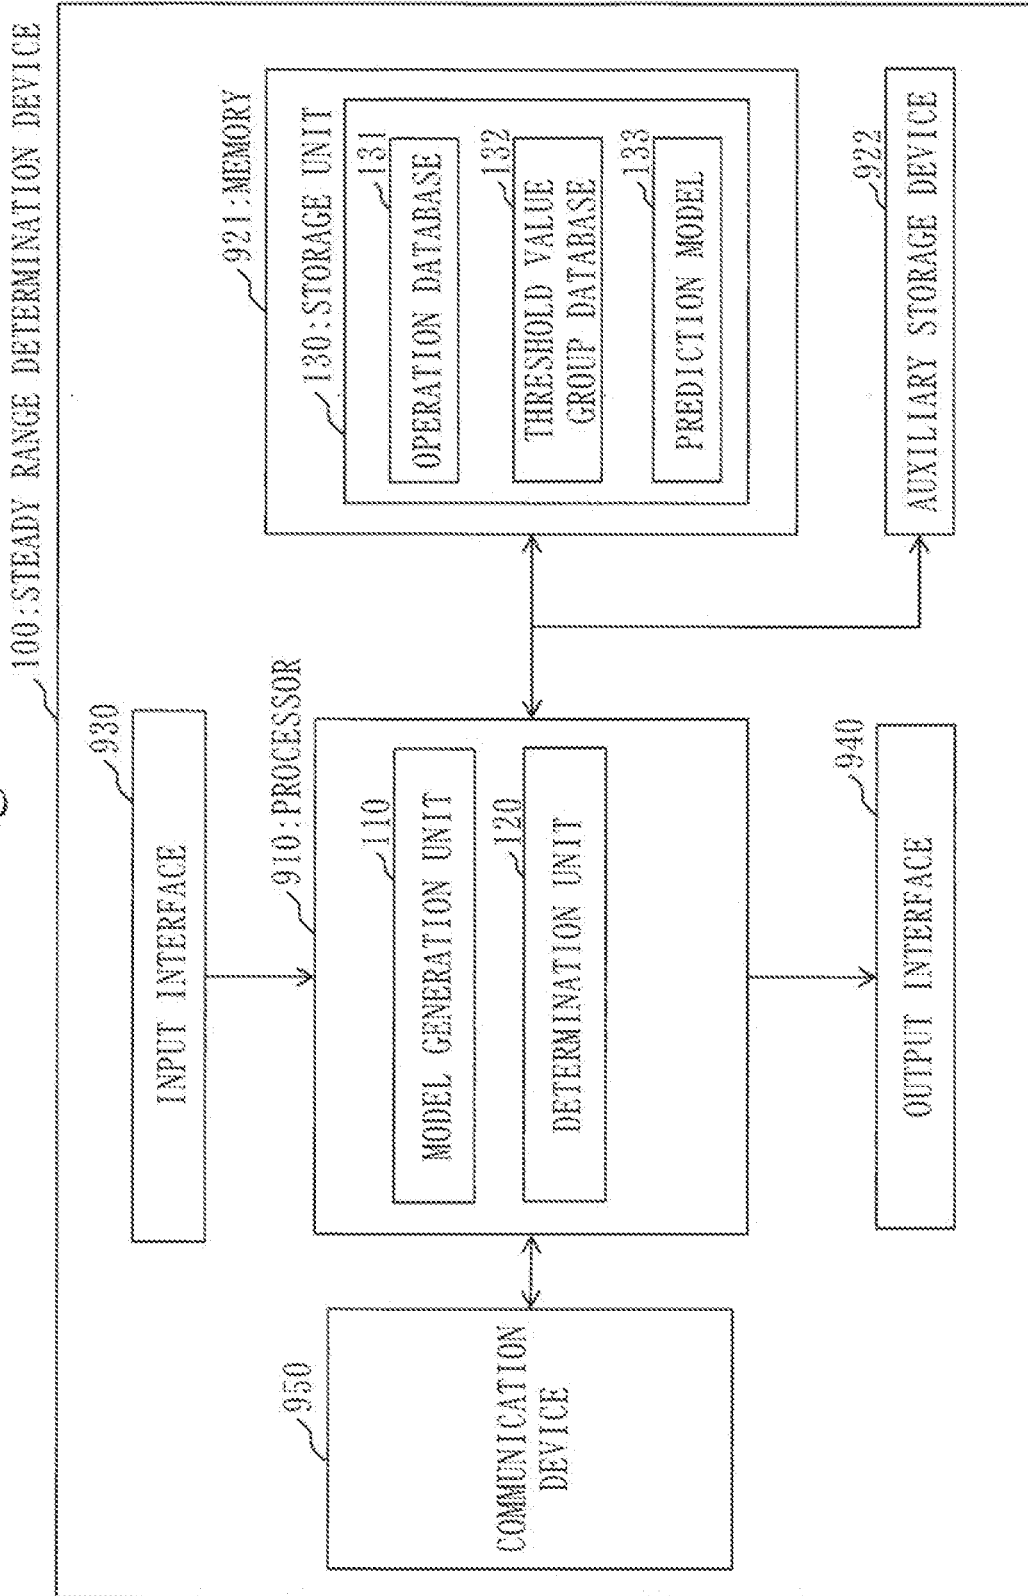 100:STEADY RANGE DETERMINATION DEVICE
930
INPUT INTERFACE
950
COMMUNICATION
DEVICE
910:PROCESSOR
110
MODEL GENERATION UNIT
120
DETERMINATION UNIT
921:MEMORY
130:STORAGE UNIT
131
OPERATION DATABASE
132
THRESHOLD VALUE
GROUP DATABASE
133
PREDICTION MODEL
940
OUTPUT INTERFACE
922
AUXILIARY STORAGE DEVICE